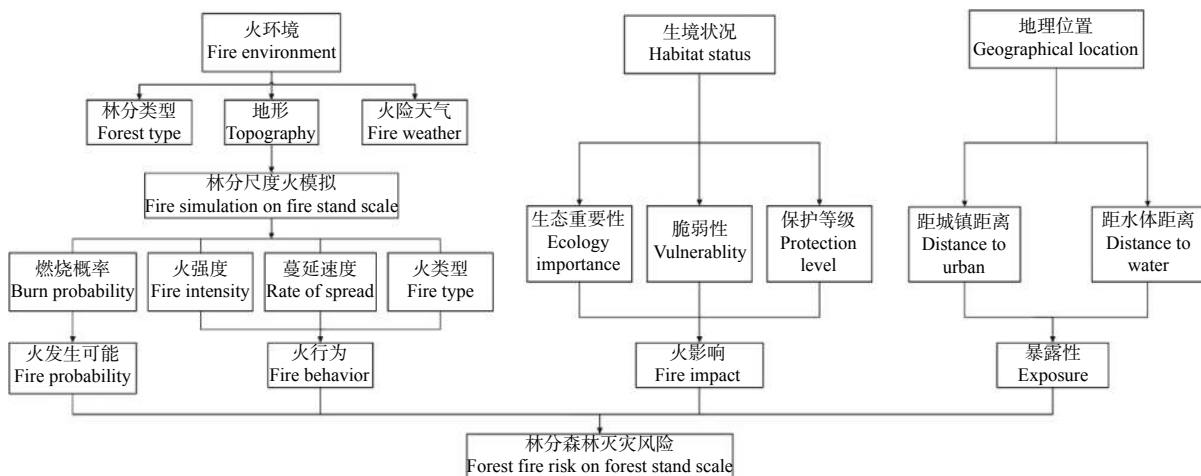 火环境
Fire environment
生境状况
Habitat status
地理位置
Geographical location
林分类型
Forest type
地形
Topography
火险天气
Fire weather
林分尺度火模拟
Fire simulation on fire stand scale
生态重要性
Ecology
importance
脆弱性
Vulnerablity
保护等级
Protection
level
距城镇距离
Distance to
urban
距水体距离
Distance to
water
燃烧概率
Burn probability
火强度
Fire intensity
蔓延速度
Rate of spread
火类型
Fire type
火发生可能
Fire probability
火行为
Fire behavior
火影响
Fire impact
暴露性
Exposure
林分森林灭灾风险
Forest fire risk on forest stand scale